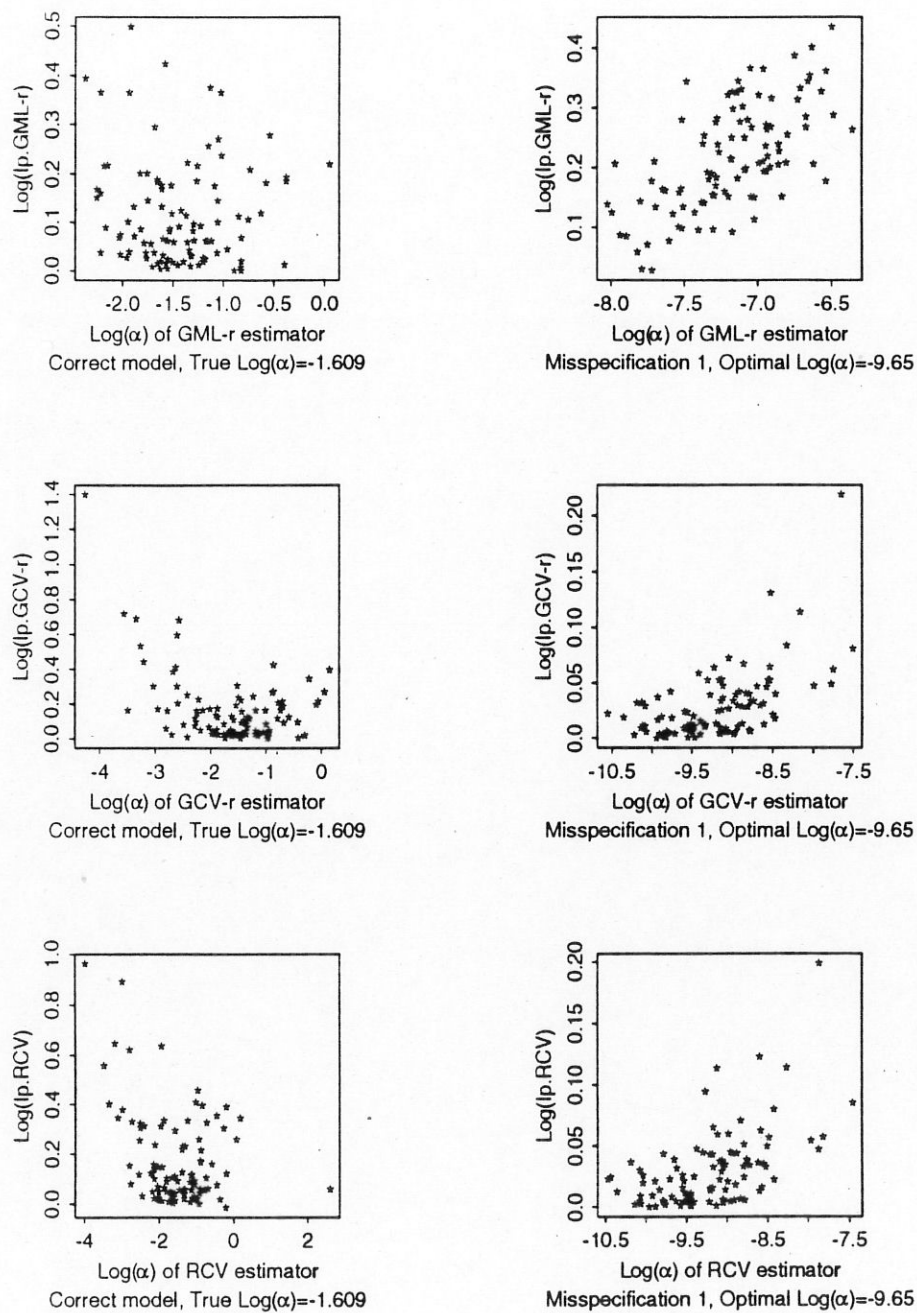 Log(Ip.GML-r)
0.5
0.4
0.3
0.2
0.1
0.0
-2.0 -1.5 -1.0 -0.5 0.0
Log(α) of GML-r estimator
Correct model, True Log(α)=-1.609
Log(Ip.GML-r)
0.4
0.3
0.2
0.1
-8.0 -7.5 -7.0 -6.5
Log(α) of GML-r estimator
Misspecification 1, Optimal Log(α)=-9.65
Log(Ip.GCV-r)
1.4
1.2
1.0
0.8
0.6
0.4
0.2
0.0
-4 -3 -2 -1 0
Log(α) of GCV-r estimator
Correct model, True Log(α)=-1.609
Log(Ip.GCV-r)
0.20
0.15
0.10
0.05
0.0
-10.5 -9.5 -8.5 -7.5
Log(α) of GCV-r estimator
Misspecification 1, Optimal Log(α)=-9.65
Log(Ip.RCV)
1.0
0.8
0.6
0.4
0.2
0.0
-4 -2 0 2
Log(α) of RCV estimator
Correct model, True Log(α)=-1.609
Log(Ip.RCV)
0.20
0.15
0.10
0.05
0.00
-10.5 -9.5 -8.5 -7.5
Log(α) of RCV estimator
Misspecification 1, Optimal Log(α)=-9.65